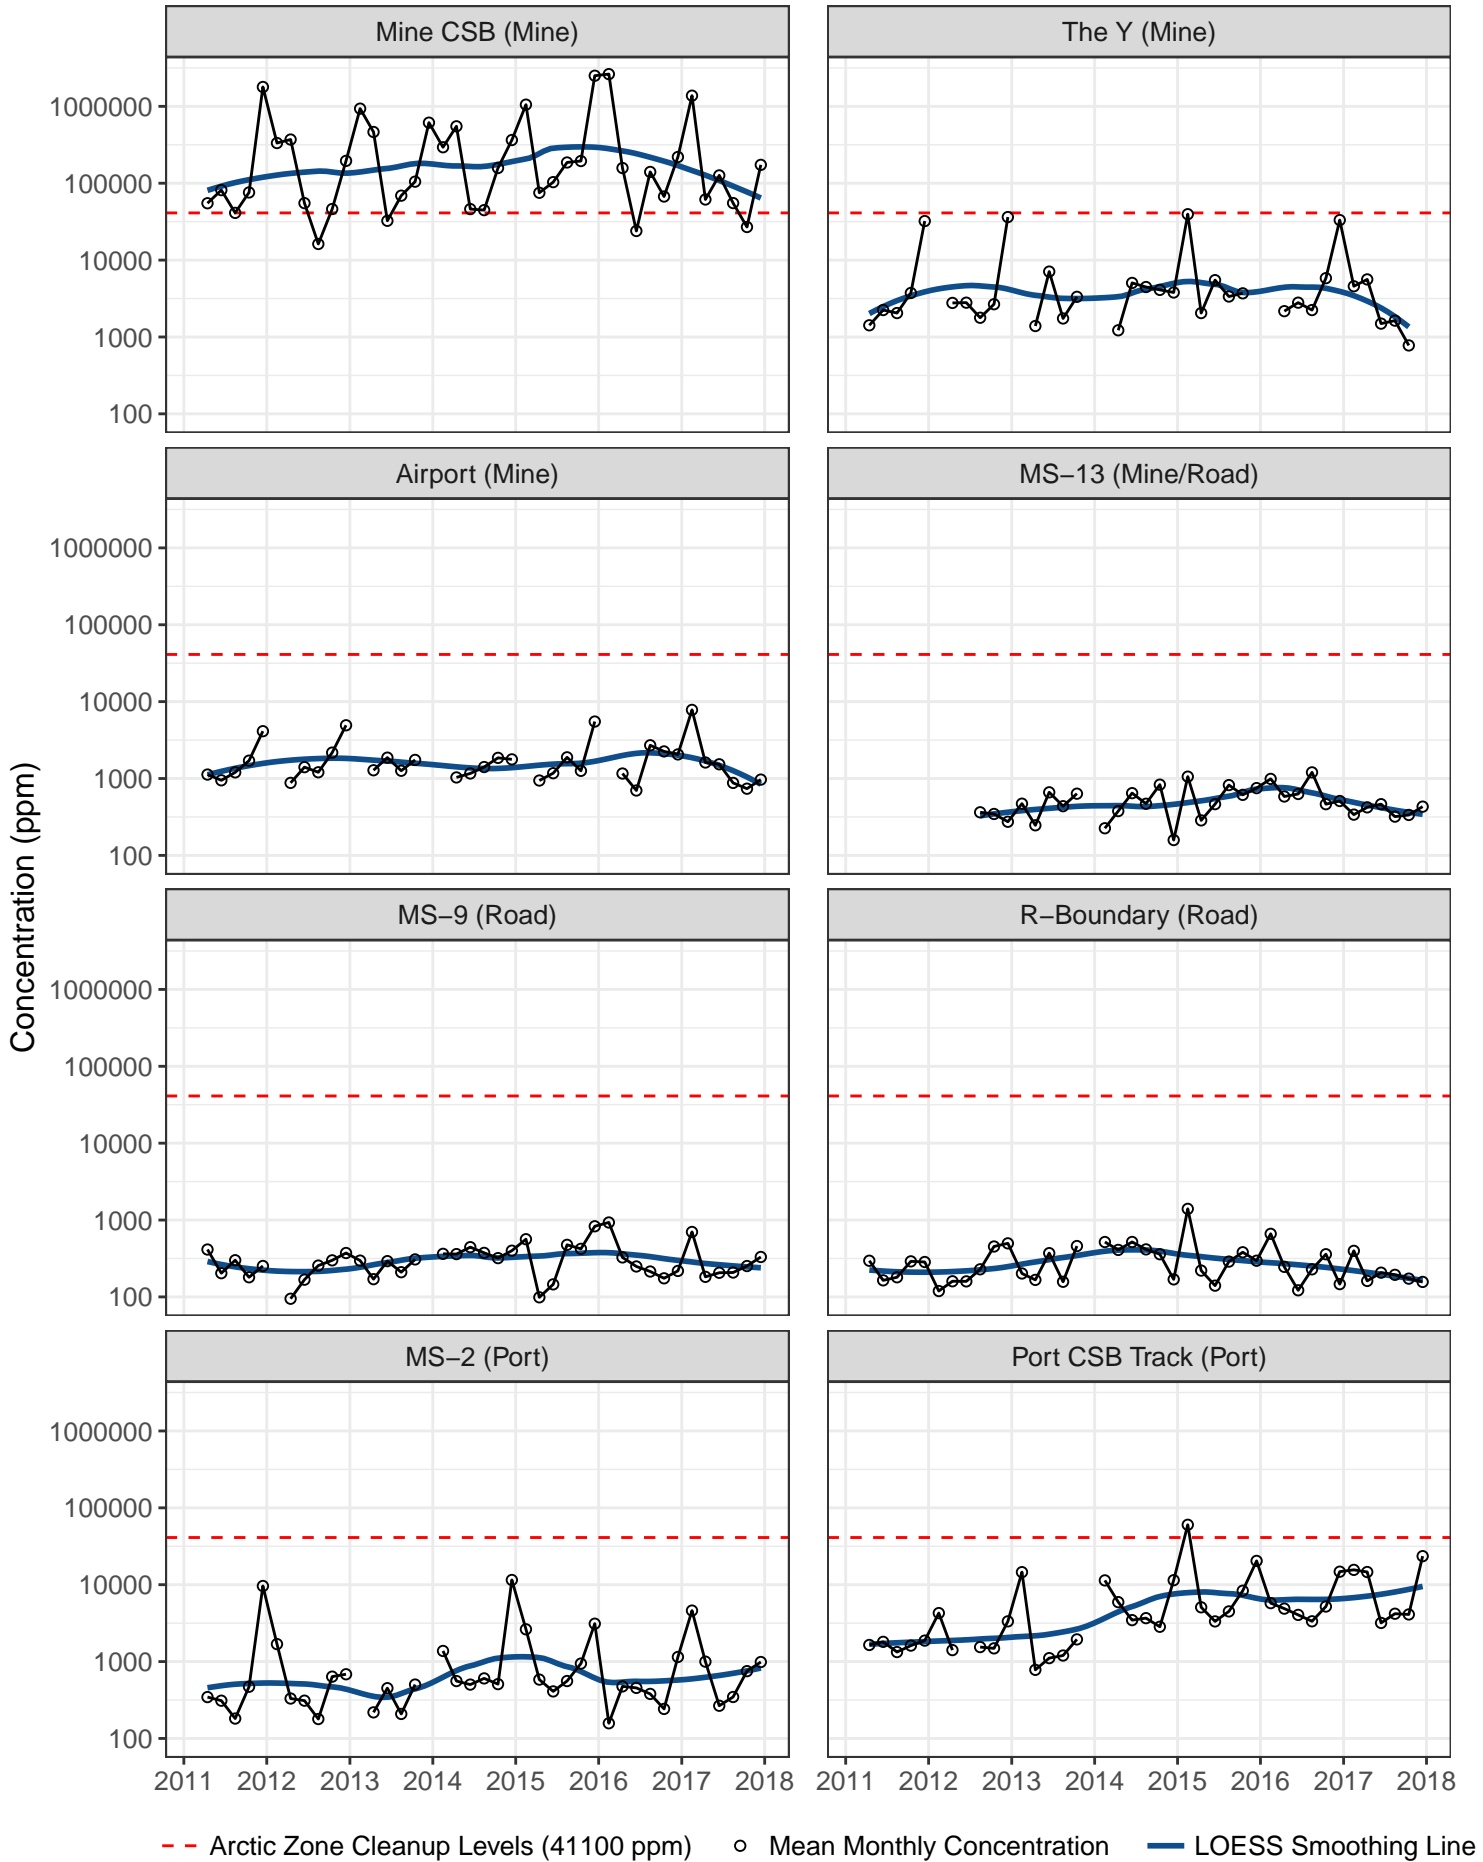 Mine CSB (Mine)
The Y (Mine)
1000000
100000
10000
1000
100
Airport (Mine)
MS−13 (Mine/Road)
1000000
100000
10000
1000
100
Concentration (ppm)
MS−9 (Road)
R−Boundary (Road)
1000000
100000
10000
1000
100
MS−2 (Port)
Port CSB Track (Port)
1000000
100000
10000
1000
100
2011 2012 2013 2014 2015 2016 2017 2018 2011 2012 2013 2014 2015 2016 2017 2018
Arctic Zone Cleanup Levels (41100 ppm) Mean Monthly Concentration LOESS Smoothing Line